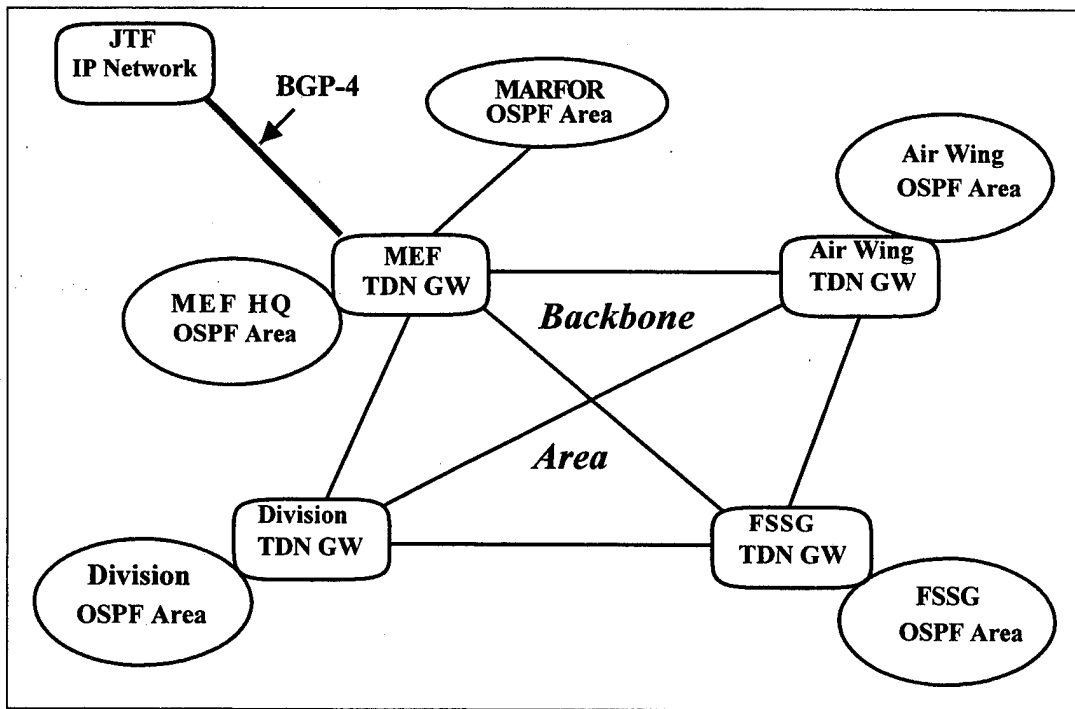 JTF
IP Network
BGP-4
MARFOR
OSPF Area
Air Wing
OSPF Area
MEF
TDN GW
Air Wing
TDN GW
MEF HQ
OSPF Area
Backbone
Area
Division
TDN GW
FSSG
TDN GW
Division
OSPF Area
FSSG
OSPF Area